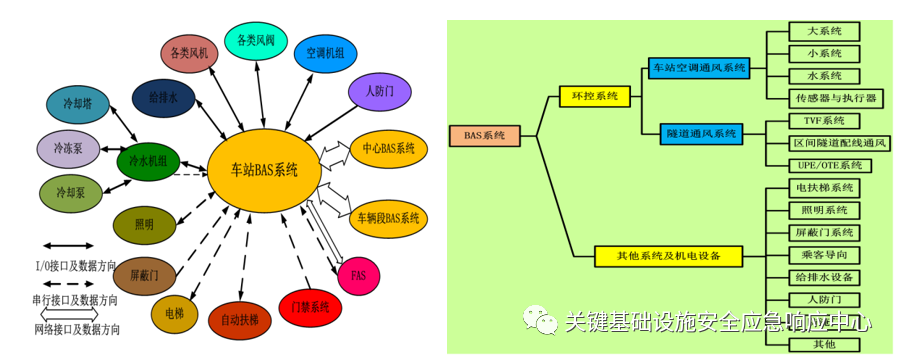 各类风机
各类风阀
空调机组
给排水
人防门
冷却塔
冷冻泵
冷水机组
冷却泵
车站BAS系统
中心BAS系统
车辆段BAS系统
照明
屏蔽门
电梯
自动扶梯
门禁系统
FAS
I/O接口及数据方向
串行接口及数据方向
网络接口及数据方向
BAS系统
环控系统
车站空调通风系统
大系统
小系统
水系统
传感器与执行器
隧道通风系统
TVF系统
区间隧道配线通风
UPE/OTE系统
其他系统及机电设备
电扶梯系统
照明系统
屏蔽门系统
乘客导向
给排水设备
人防门
其他
关键基础设施安全应急响应中心